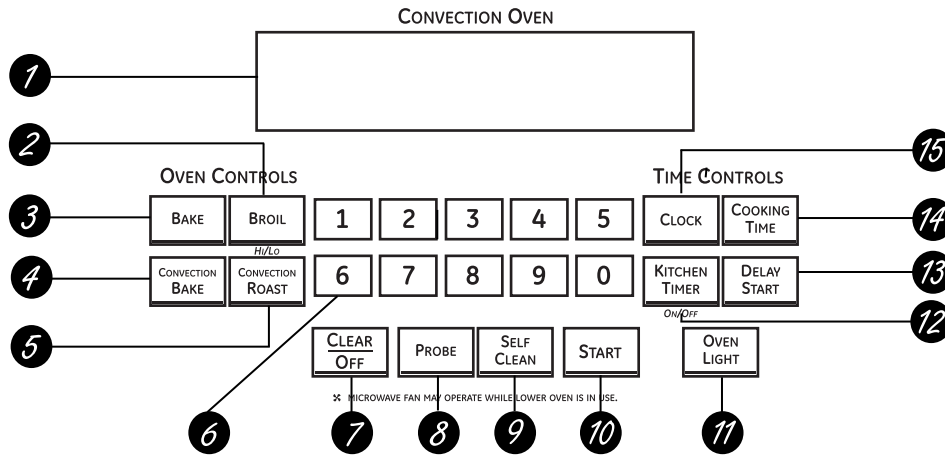 CONVECTION OVEN
1
2
15
OVEN CONTROLS
TIME CONTROLS
3
BAKE
BROIL
1 2 3 4 5
CLOCK
COOKING
TIME
14
HI/LO
4
CONVECTION
BAKE
CONVECTION
ROAST
6 7 8 9 0
KITCHEN
TIMER
DELAY
START
13
ON/OFF
12
5
CLEAR
OFF
PROBE
SELF
CLEAN
START
OVEN
LIGHT
※ MICROWAVE FAN MAY OPERATE WHILE LOWER OVEN IS IN USE.
6
7
8
9
10
11